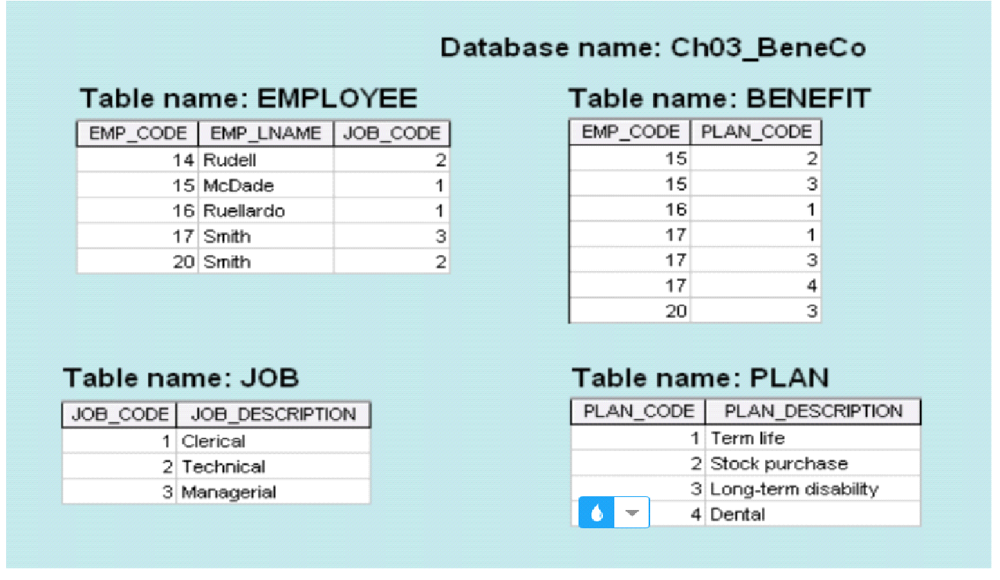 Database name: Ch03_BeneCo
Table name: EMPLOYEE
EMP_CODE EMP_LNAME JOB_CODE
14 Rudell 2
15 McDade 1
16 Ruellardo 1
17 Smith 3
20 Smith 2
Table name: BENEFIT
EMP_CODE PLAN_CODE
15 2
15 3
16 1
17 1
17 3
17 4
20 3
Table name: JOB
JOB_CODE JOB_DESCRIPTION
1 Clerical
2 Technical
3 Managerial
Table name: PLAN
PLAN_CODE PLAN_DESCRIPTION
1 Term life
2 Stock purchase
3 Long-term disability
4 Dental